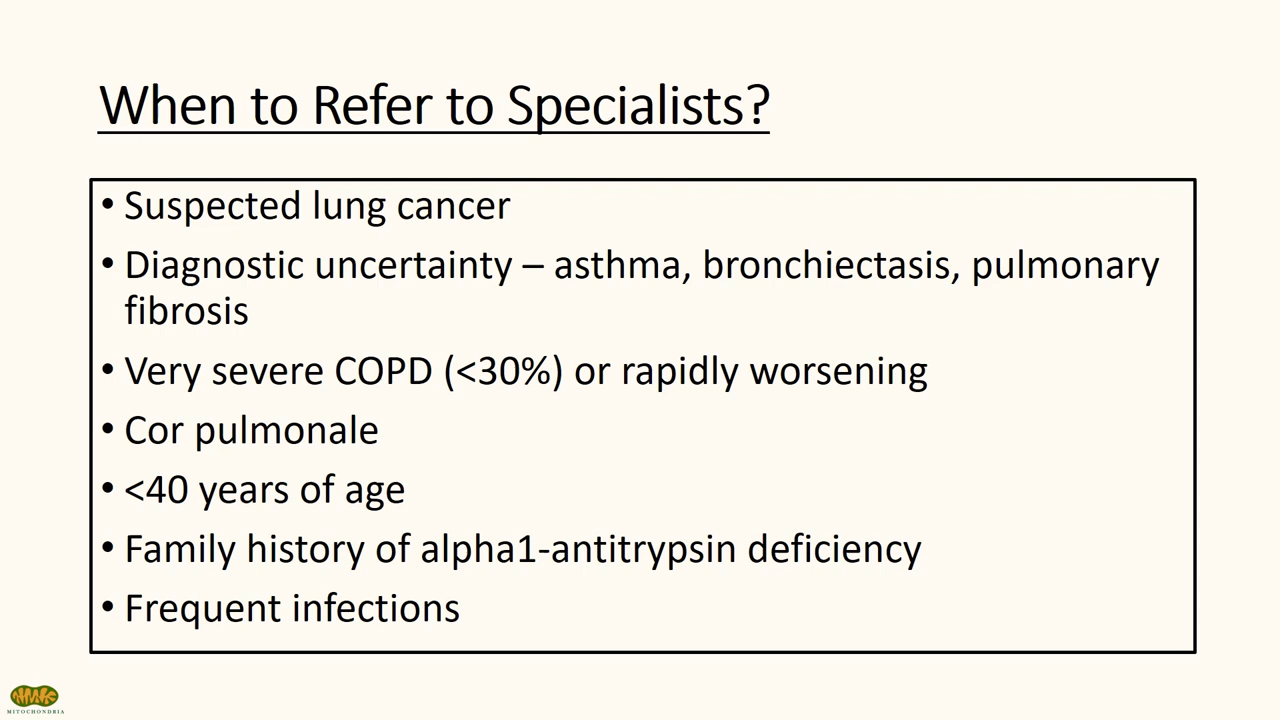 When to Refer to Specialists?
• Suspected lung cancer
• Diagnostic uncertainty – asthma, bronchiectasis, pulmonary
fibrosis
• Very severe COPD (<30%) or rapidly worsening
• Cor pulmonale
• <40 years of age
• Family history of alpha1-antitrypsin deficiency
• Frequent infections
MITOCHONDRIA